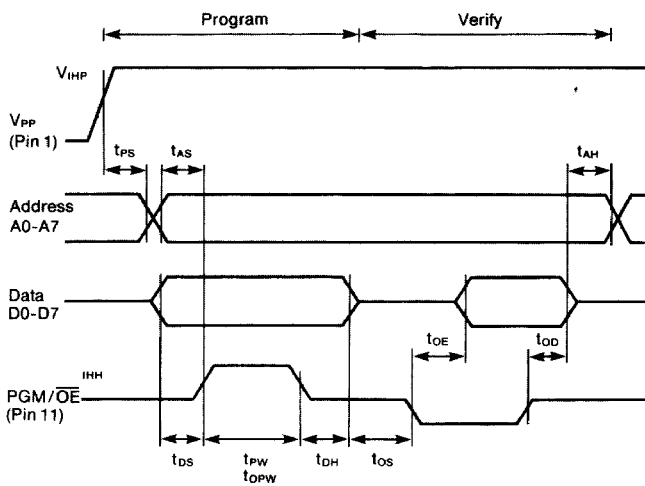 Program
Verify
VIHP
VPP
(Pin 1)
tPS
tAS
tAH
Address
A0-A7
Data
D0-D7
tOE
tOD
IHH
PGM/OE
(Pin 11)
tDS
tPW
tOPW
tDH
tOS